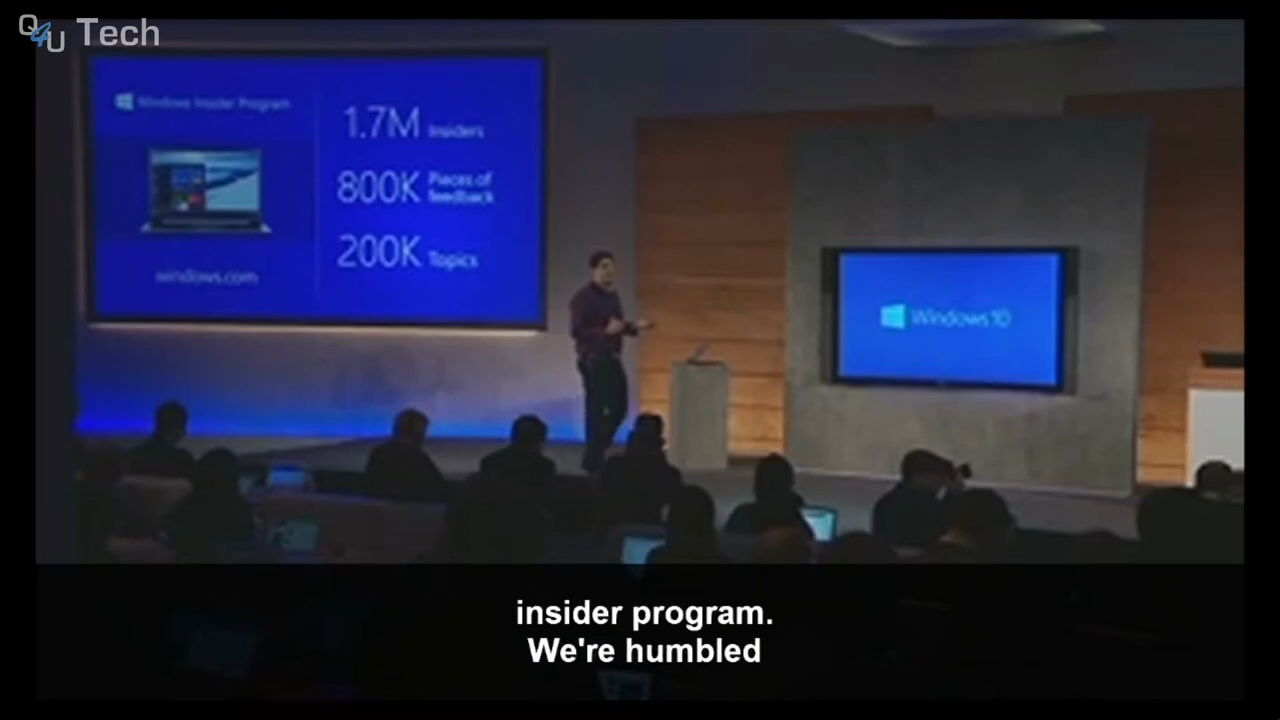 Q4U Tech
Windows Insider Program
1.7M Insiders
800K Pieces of
feedback
200K Topics
windows.com
Windows 10
insider program.
We're humbled